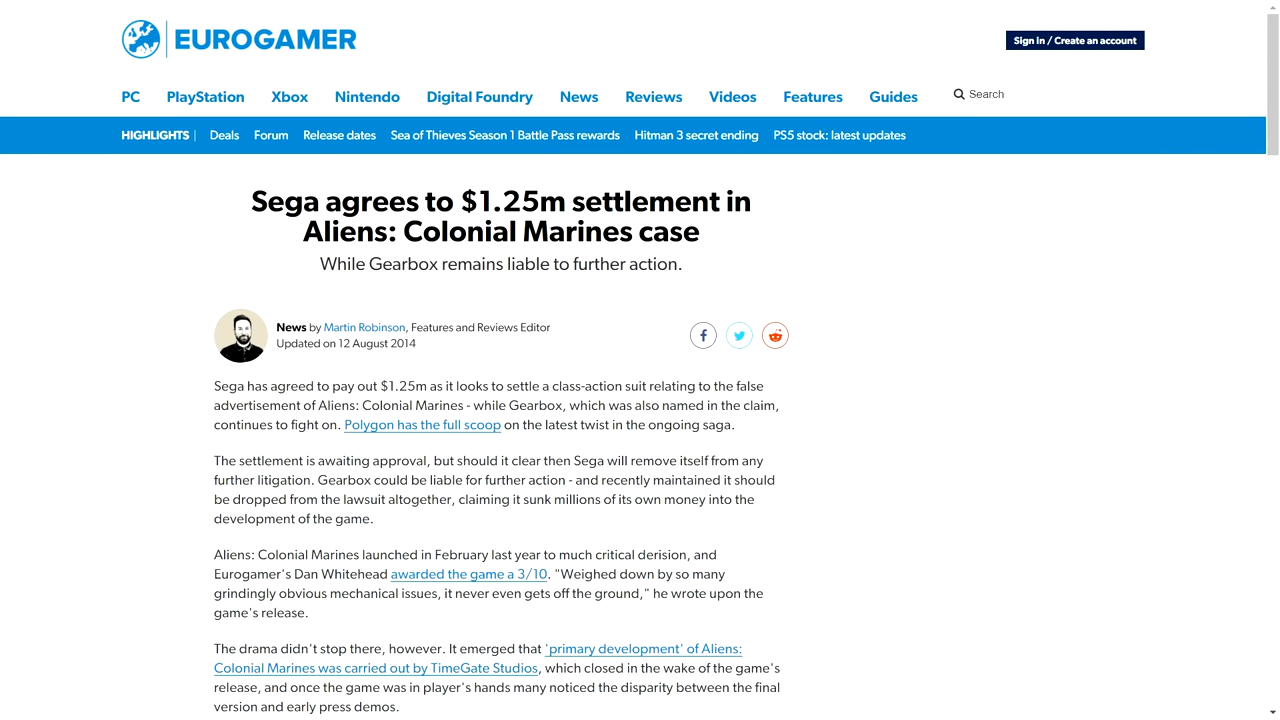 EUROGAMER
Sign in / Create an account
PC PlayStation Xbox Nintendo Digital Foundry News Reviews Videos Features Guides Search
HIGHLIGHTS | Deals Forum Release dates Sea of Thieves Season 1 Battle Pass rewards Hitman 3 secret ending PS5 stock: latest updates
Sega agrees to $1.25m settlement in
Aliens: Colonial Marines case
While Gearbox remains liable to further action.
News by Martin Robinson, Features and Reviews Editor
Updated on 12 August 2014
Sega has agreed to pay out $1.25m as it looks to settle a class-action suit relating to the false
advertisement of Aliens: Colonial Marines - while Gearbox, which was also named in the claim,
continues to fight on. Polygon has the full scoop on the latest twist in the ongoing saga.
The settlement is awaiting approval, but should it clear then Sega will remove itself from any
further litigation. Gearbox could be liable for further action - and recently maintained it should
be dropped from the lawsuit altogether, claiming it sunk millions of its own money into the
development of the game.
Aliens: Colonial Marines launched in February last year to much critical derision, and
Eurogamer's Dan Whitehead awarded the game a 3/10. "Weighed down by so many
grindingly obvious mechanical issues, it never even gets off the ground," he wrote upon the
game's release.
The drama didn't stop there, however. It emerged that 'primary development' of Aliens:
Colonial Marines was carried out by TimeGate Studios, which closed in the wake of the game's
release, and once the game was in player's hands many noticed the disparity between the final
version and early press demos.